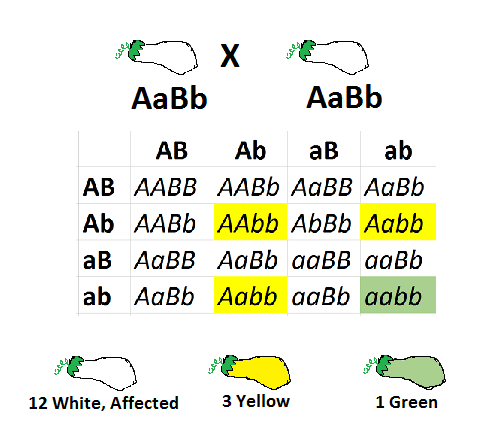 X
AaBb AaBb
AB Ab aB ab
AB AABB AABb AaBB AaBb
Ab AABb AAbb AbBb Aabb
aB AaBB AaBb aaBB aaBb
ab AaBb Aabb aaBb aabb
12 White, Affected 3 Yellow 1 Green